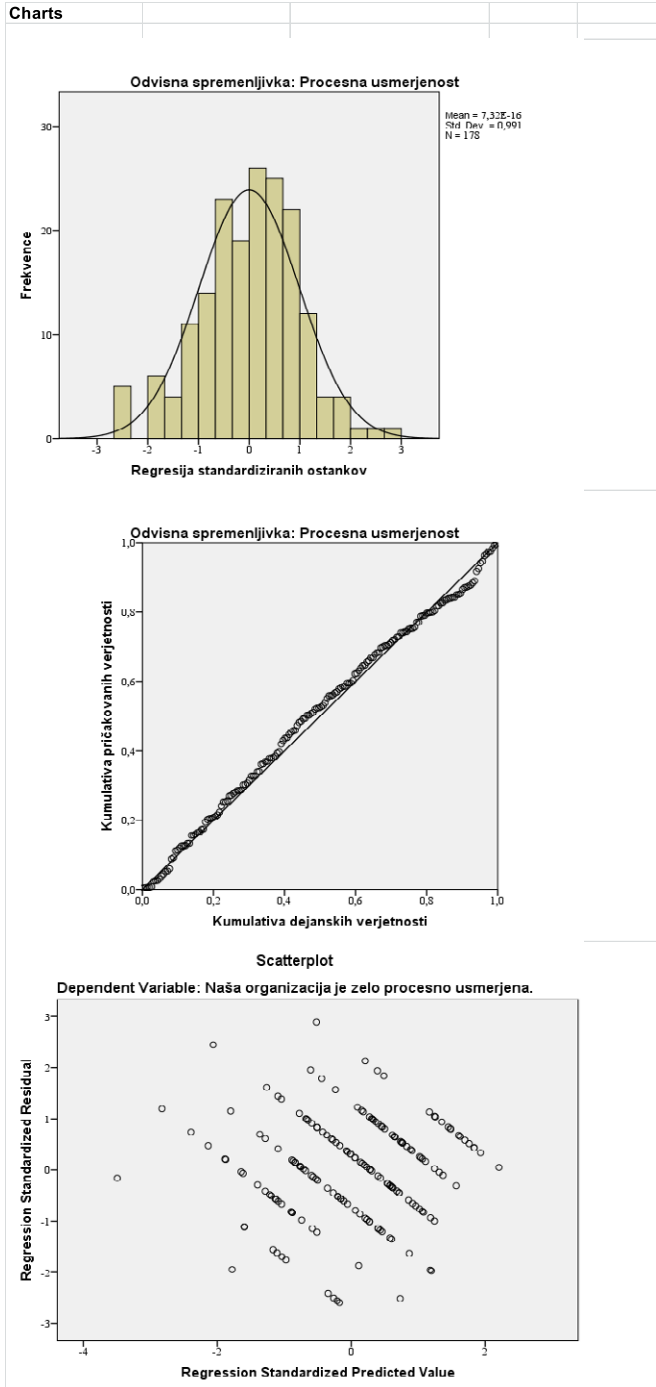 Charts
Odvisna spremenljivka: Procesna usmerjenost
Mean = 7,32E-16
Std. Dev. = 0,991
N = 178
30
20
10
0
Frekvence
-3 -2 -1 0 1 2 3
Regresija standardiziranih ostankov
Odvisna spremenljivka: Procesna usmerjenost
1,0
0,8
0,6
0,4
0,2
0,0
Kumulativa pričakovanih verjetnosti
0,0 0,2 0,4 0,6 0,8 1,0
Kumulativa dejanskih verjetnosti
Scatterplot
Dependent Variable: Naša organizacija je zelo procesno usmerjena.
3
2
1
0
-1
-2
-3
Regression Standardized Residual
-4 -2 0 2
Regression Standardized Predicted Value